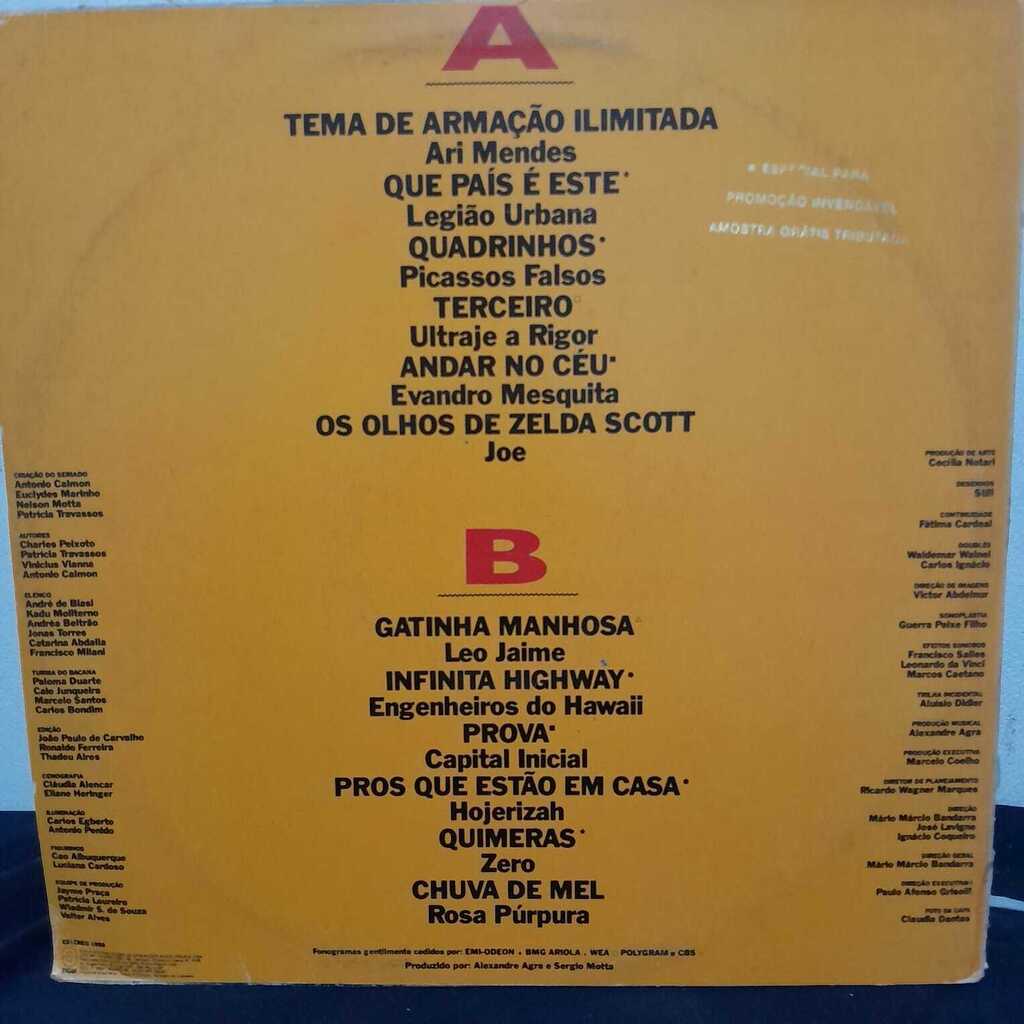 A
TEMA DE ARMAÇÃO ILIMITADA
Ari Mendes
QUE PAÍS É ESTE•
Legião Urbana
QUADRINHOS•
Picassos Falsos
TERCEIRO°
Ultraje a Rigor
ANDAR NO CÉU▪
Evandro Mesquita
OS OLHOS DE ZELDA SCOTT
Joe
ESPECIAL PARA
PROMOÇÃO INVENDÁVEL
AMOSTRA GRÁTIS TRIBUTADA
B
GATINHA MANHOSA
Leo Jaime
INFINITA HIGHWAY•
Engenheiros do Hawaii
PROVA▪
Capital Inicial
PROS QUE ESTÃO EM CASA•
Hojerizah
QUIMERAS•
Zero
CHUVA DE MEL
Rosa Púrpura
CRIAÇÃO DO SERIADO
Antonio Calmon
Euclydes Marinho
Nelson Motta
Patrícia Travassos
AUTORES
Charles Peixoto
Patrícia Travassos
Vinicius Vianna
Antonio Calmon
ELENCO
André de Biasi
Kadu Moliterno
Andréa Beltrão
Jonas Torres
Catarina Abdalla
Francisco Milani
TURMA DO BACANA
Paloma Duarte
Caio Junqueira
Marcelo Santos
Carlos Bondim
EDIÇÃO
João Paulo de Carvalho
Ronaldo Ferreira
Thadeu Aires
CENOGRAFIA
Cláudia Alencar
Eliane Heringer
ILUMINAÇÃO
Carlos Egberto
Antonio Penido
FIGURINOS
Cao Albuquerque
Luciana Cardoso
EQUIPE DE PRODUÇÃO
Jayme Praça
Patrícia Loureiro
Wladimir S. de Souza
Valter Alves
PRODUÇÃO DE ARTE
Cecília Notari
DESENHOS
Still
CONTINUIDADE
Fátima Cardeal
DOUBLÉS
Waldemar Wainel
Carlos Ignácio
DIREÇÃO DE IMAGENS
Victor Abdelnur
SONOPLASTIA
Guerra Peixe Filho
EFEITOS SONOROS
Francisco Salles
Leonardo da Vinci
Marcos Caetano
TRILHA INCIDENTAL
Aluísio Didier
PRODUÇÃO MUSICAL
Alexandre Agra
PRODUÇÃO EXECUTIVA
Marcelo Coelho
DIRETOR DE PLANEJAMENTO
Ricardo Wagner Marques
DIREÇÃO
Mário Márcio Bandarra
José Lavigne
Ignácio Coqueiro
DIREÇÃO GERAL
Mário Márcio Bandarra
DIREÇÃO EXECUTIVA
Paulo Afonso Grisolli
FOTO DA CAPA
Claudia Dantas
Fonogramas gentilmente cedidos por: EMI-ODEON • BMG ARIOLA . WEA ° POLYGRAM ▪ CBS
Produzido por: Alexandre Agra e Sergio Motta